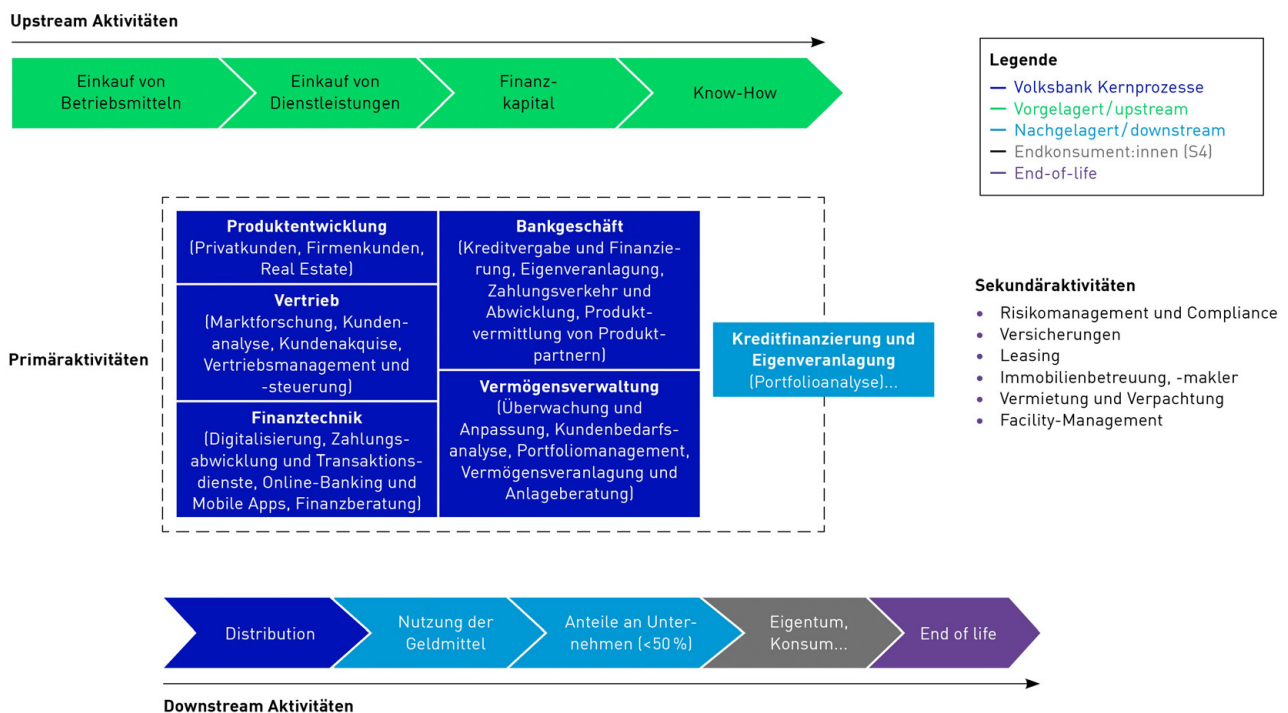 Upstream Aktivitäten
Einkauf von
Betriebsmitteln
Einkauf von
Dienstleistungen
Finanz-
kapital
Know-How
Legende
Volksbank Kernprozesse
Vorgelagert/upstream
Nachgelagert/downstream
Endkonsument:innen (S4)
End-of-life
Primäraktivitäten
Produktentwicklung
(Privatkunden, Firmenkunden,
Real Estate)
Vertrieb
(Marktforschung, Kunden-
analyse, Kundenakquise,
Vertriebsmanagement und
-steuerung)
Finanztechnik
(Digitalisierung, Zahlungs-
abwicklung und Transaktions-
dienste, Online-Banking und
Mobile Apps, Finanzberatung)
Bankgeschäft
(Kreditvergabe und Finanzie-
rung, Eigenveranlagung,
Zahlungsverkehr und
Abwicklung, Produkt-
vermittlung von Produkt-
partnern)
Vermögensverwaltung
(Überwachung und
Anpassung, Kundenbedarfs-
analyse, Portfoliomanagement,
Vermögensveranlagung und
Anlageberatung)
Kreditfinanzierung und
Eigenveranlagung
(Portfolioanalyse)...
Sekundäraktivitäten
• Risikomanagement und Compliance
• Versicherungen
• Leasing
• Immobilienbetreuung, -makler
• Vermietung und Verpachtung
• Facility-Management
Distribution
Nutzung der
Geldmittel
Anteile an Unter-
nehmen (<50 %)
Eigentum,
Konsum...
End of life
Downstream Aktivitäten